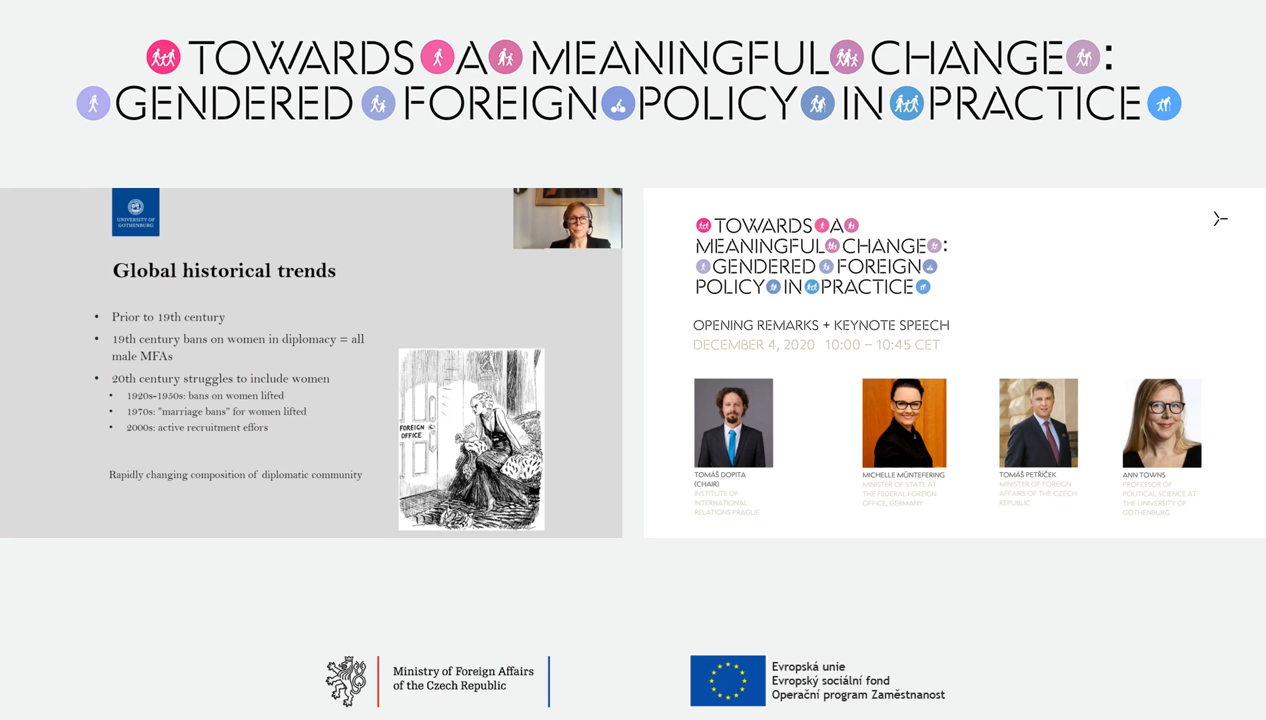 TOWARDS A MEANINGFUL CHANGE:
GENDERED FOREIGN POLICY IN PRACTICE
UNIVERSITY OF
GOTHENBURG
Global historical trends
• Prior to 19th century
• 19th century bans on women in diplomacy = all
male MFAs
• 20th century struggles to include women
• 1920s-1950s: bans on women lifted
• 1970s: "marriage bans" for women lifted
• 2000s: active recruitment effors
Rapidly changing composition of diplomatic community
FOREIGN
OFFICE
TOWARDS A
MEANINGFUL CHANGE:
GENDERED FOREIGN
POLICY IN PRACTICE
OPENING REMARKS + KEYNOTE SPEECH
DECEMBER 4, 2020 10:00 – 10:45 CET
TOMÁŠ DOPITA
(CHAIR)
INSTITUTE OF
INTERNATIONAL
RELATIONS PRAGUE
MICHELLE MÜNTEFERING
MINISTER OF STATE AT
THE FEDERAL FOREIGN
OFFICE, GERMANY
TOMÁŠ PETŘÍČEK
MINISTER OF FOREIGN
AFFAIRS OF THE CZECH
REPUBLIC
ANN TOWNS
PROFESSOR OF
POLITICAL SCIENCE AT
THE UNIVERSITY OF
GOTHENBURG
Ministry of Foreign Affairs
of the Czech Republic
Evropská unie
Evropský sociální fond
Operační program Zaměstnanost